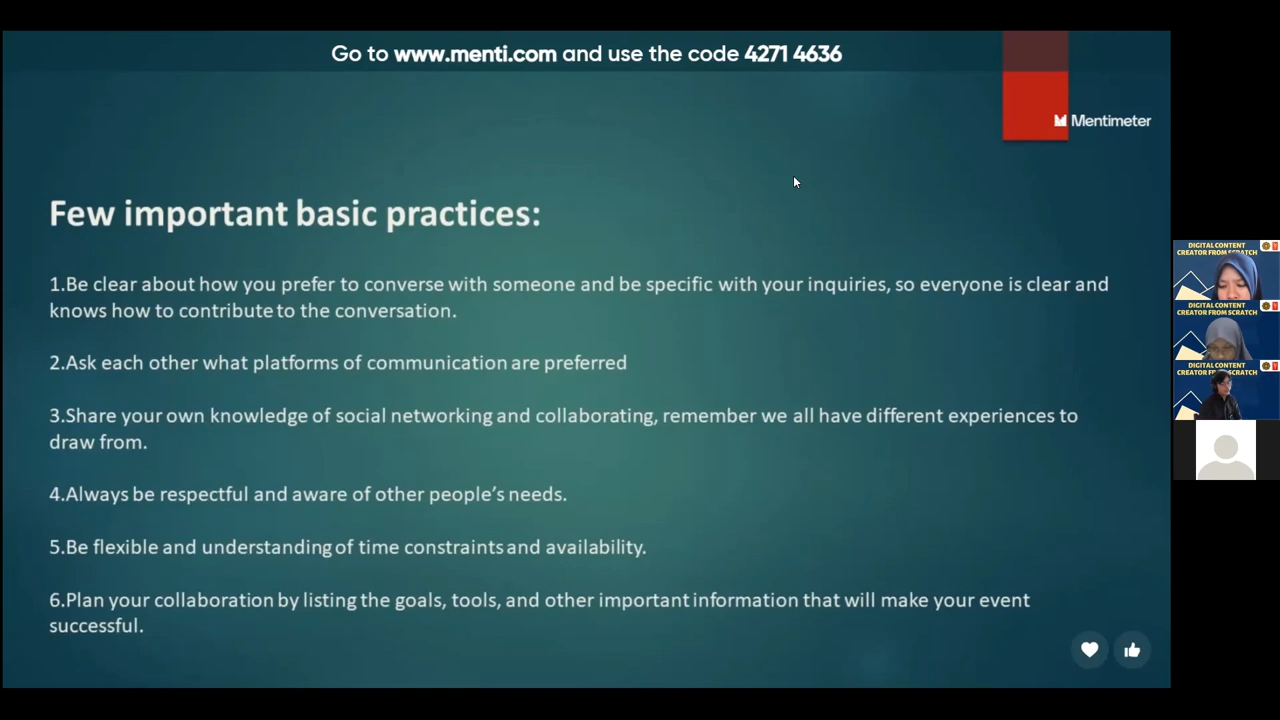 Go to www.menti.com and use the code 4271 4636
Mentimeter
Few important basic practices:
1.Be clear about how you prefer to converse with someone and be specific with your inquiries, so everyone is clear and
knows how to contribute to the conversation.
2.Ask each other what platforms of communication are preferred
3.Share your own knowledge of social networking and collaborating, remember we all have different experiences to
draw from.
4.Always be respectful and aware of other people's needs.
5.Be flexible and understanding of time constraints and availability.
6.Plan your collaboration by listing the goals, tools, and other important information that will make your event
successful.
DIGITAL CONTENT
CREATOR FROM SCRATCH
DIGITAL CONTENT
CREATOR FROM SCRATCH
DIGITAL CONTENT
CREATOR FROM SCRATCH